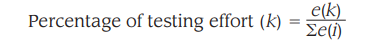 Percentage of testing effort (k) = e(k)/Σe(i)